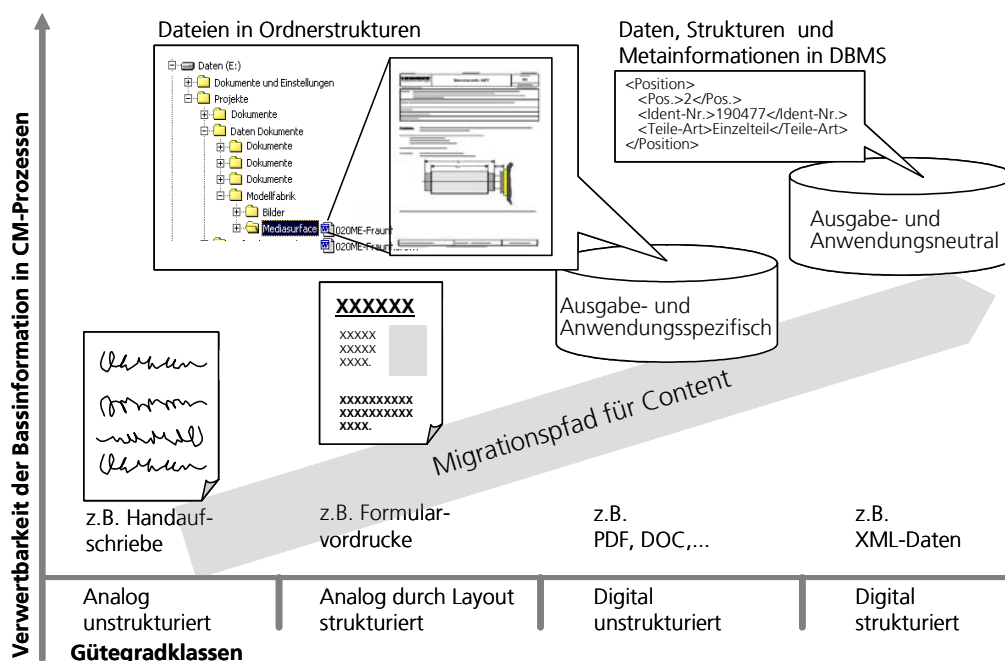 Dateien in Ordnerstrukturen
Daten (E:)
Dokumente und Einstellungen
Projekte
Dokumente
Daten Dokumente
Dokumente
Dokumente
Dokumente
Modellfabrik
Bilder
Mediasurface
020ME-Fraunh
020ME-Fraunh
Daten, Strukturen und
Metainformationen in DBMS
<Position>
<Pos.>2</Pos.>
<Ident-Nr.>190477</Ident-Nr.>
<Teile-Art>Einzelteil</Teile-Art>
</Position>
Ausgabe- und
Anwendungsneutral
Ausgabe- und
Anwendungsspezifisch
XXXXXX
XXXXX
XXXXX
XXXX.
XXXXXXXXXX
XXXXXXXXXX
XXXX.
Migrationspfad für Content
z.B. Handauf-
schriebe
z.B. Formular-
vordrucke
z.B.
PDF, DOC,...
z.B.
XML-Daten
Analog
unstrukturiert
Analog durch Layout
strukturiert
Digital
unstrukturiert
Digital
strukturiert
Gütegradklassen
Verwertbarkeit der Bassinformation in CM-Prozessen